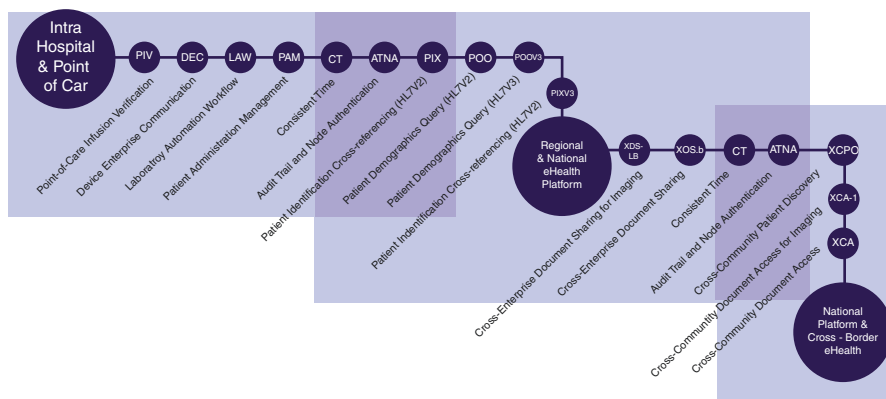 Intra
Hospital
& Point
of Car
PIV
DEC
LAW
PAM
CT
ATNA
PIX
POO
POOV3
PIXV3
Point-of-Care Infusion Verification
Device Enterprise Communication
Laboratroy Automation Workflow
Patient Administration Management
Consistent Time
Audit Trail and Node Authentication
Patient Identification Cross-referencing (HL7V2)
Patient Demographics Query (HL7V2)
Patient Demographics Query (HL7V3)
Patient Indentification Cross-referencing (HL7V2)
Regional
& National
eHealth
Platform
XDS-
LB
XOS.b
CT
ATNA
XCPO
XCA-1
XCA
Cross-Enterprise Document Sharing for Imaging
Cross-Enterprise Document Sharing
Consistent Time
Audit Trail and Node Authentication
Cross-Community Patient Discovery
Cross-Communtity Document Access for Imaging
Cross-Community Document Access
National
Platform &
Cross - Border
eHealth